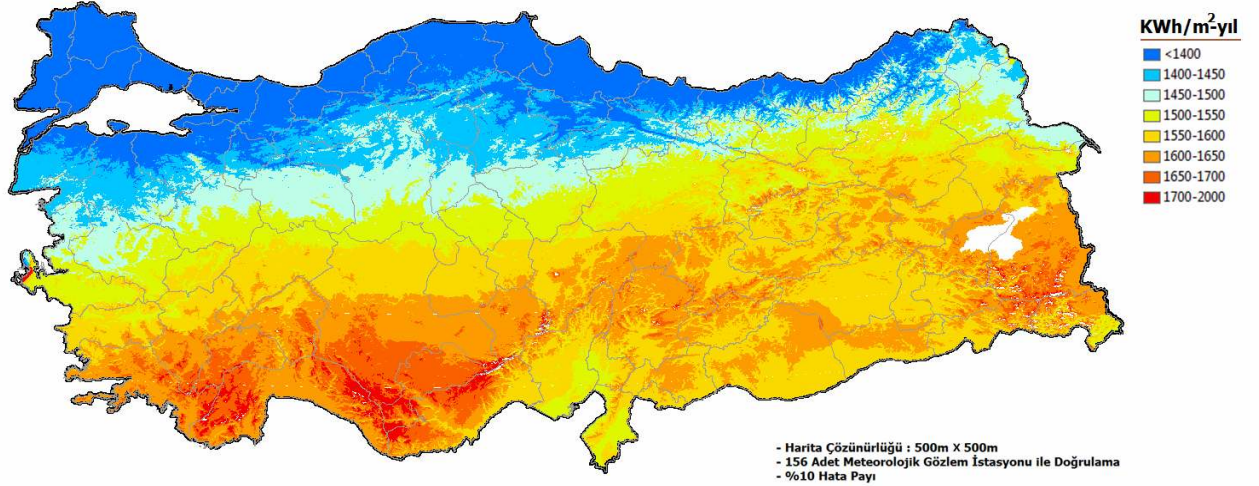 KWh/m²-yıl
<1400
1400-1450
1450-1500
1500-1550
1550-1600
1600-1650
1650-1700
1700-2000
- Harita Çözünürlüğü : 500m X 500m
- 156 Adet Meteorolojik Gözlem İstasyonu ile Doğrulama
- %10 Hata Payı